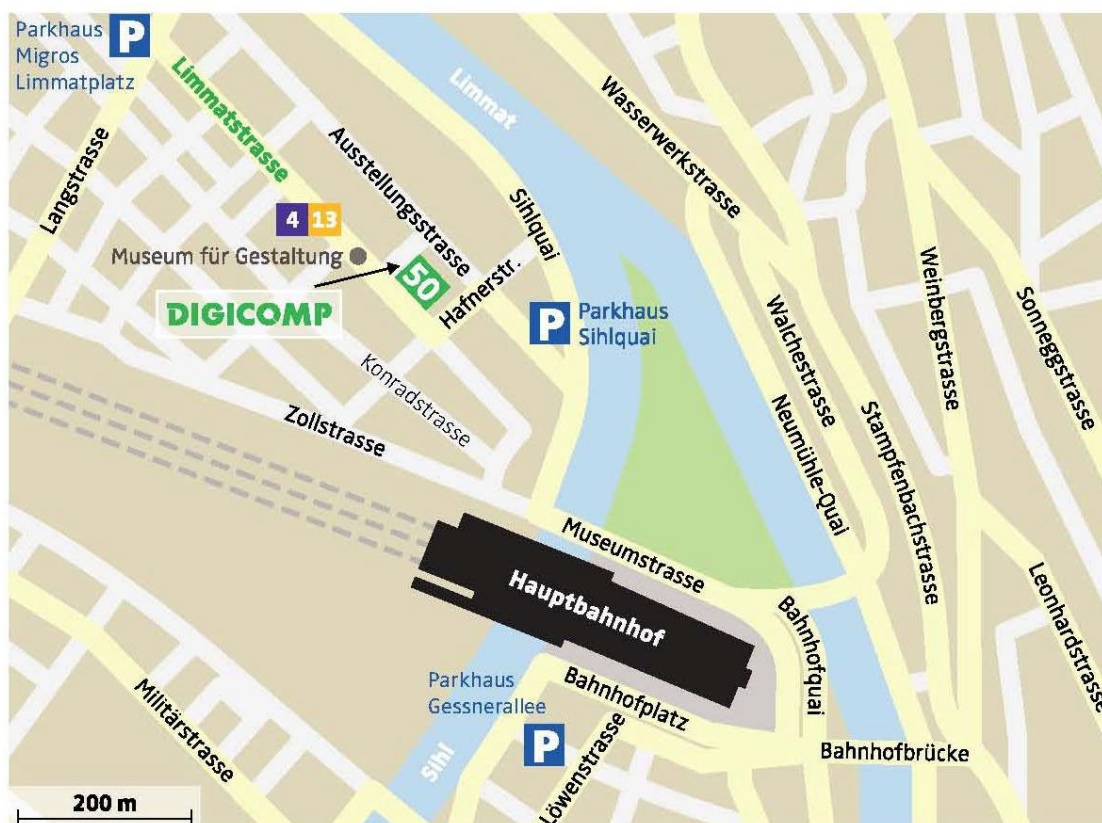 Parkhaus
Migros
Limmatplatz
P
Limmatstrasse
Langstrasse
Ausstellungsstrasse
Limmat
Wasserwerkstrasse
Sihlquai
4 13
Museum für Gestaltung
50
Hafnerstr.
DIGICOMP
P
Parkhaus
Sihlquai
Konradstrasse
Zollstrasse
Walchestrasse
Neumühle-Quai
Weinbergstrasse
Sonneggstrasse
Stampfenbachstrasse
Leonhardstrasse
Museumstrasse
Hauptbahnhof
Bahnhofquai
Parkhaus
Gessnerallee
P
Bahnhofplatz
Löwenstrasse
Bahnhofbrücke
Militärstrasse
Sihl
200 m